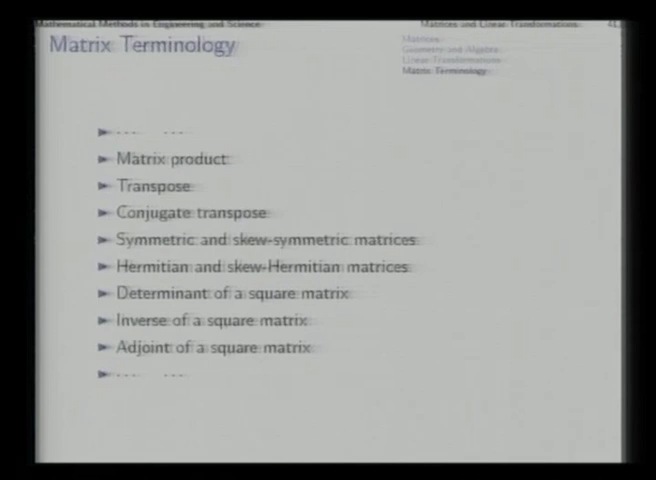 Mathematical Methods in Engineering and Science
Matrices and Linear Transformations
Matrix Terminology
Matrices
Geometry and Algebra
Linear Transformations
Matrix Terminology
... ...
Matrix product
Transpose
Conjugate transpose
Symmetric and skew-symmetric matrices
Hermitian and skew-Hermitian matrices
Determinant of a square matrix
Inverse of a square matrix
Adjoint of a square matrix
... ...